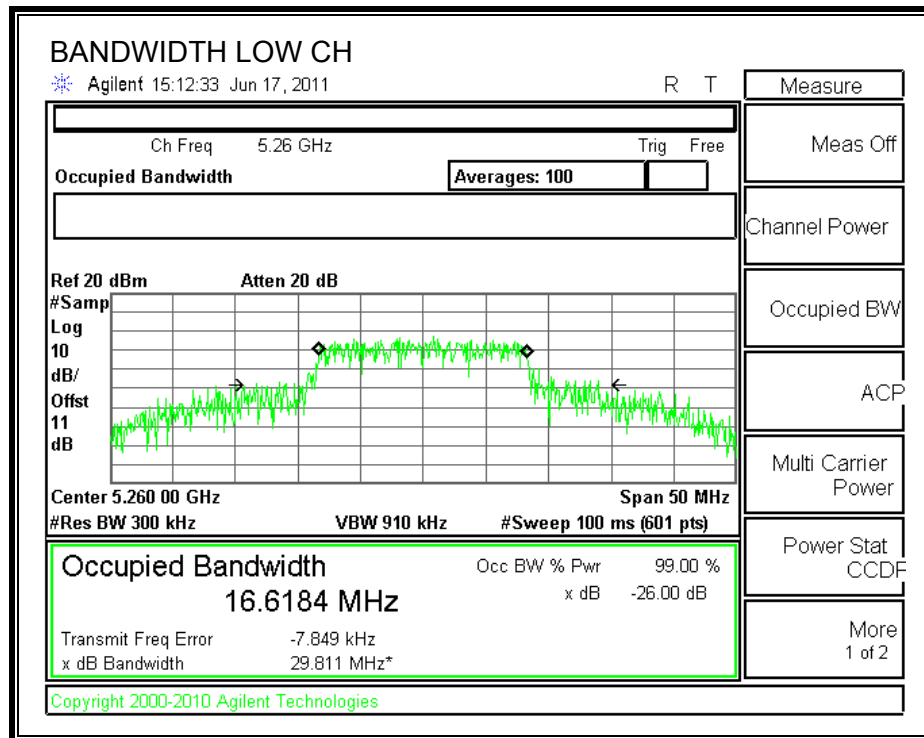 BANDWIDTH LOW CH
Agilent 15:12:33 Jun 17, 2011
R T
Measure
Ch Freq 5.26 GHz
Trig Free
Meas Off
Occupied Bandwidth
Averages: 100
Channel Power
Ref 20 dBm
Atten 20 dB
#Samp
Log
10
dB/
Offst
11
dB
Occupied BW
ACP
Multi Carrier
Power
Center 5.260 00 GHz
Span 50 MHz
#Res BW 300 kHz
VBW 910 kHz
#Sweep 100 ms (601 pts)
Power Stat
CCDF
Occupied Bandwidth
16.6184 MHz
Occ BW % Pwr 99.00 %
x dB -26.00 dB
Transmit Freq Error -7.849 kHz
x dB Bandwidth 29.811 MHz*
More
1 of 2
Copyright 2000-2010 Agilent Technologies